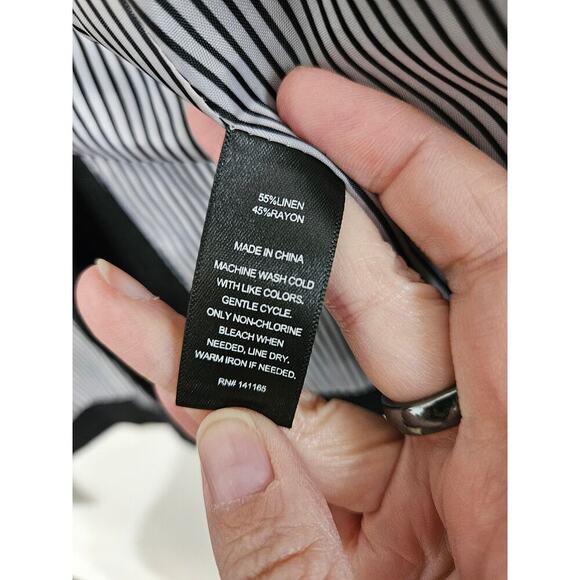 55%LINEN
45%RAYON
MADE IN CHINA
MACHINE WASH COLD
WITH LIKE COLORS.
GENTLE CYCLE.
ONLY NON-CHLORINE
BLEACH WHEN
NEEDED, LINE DRY.
WARM IRON IF NEEDED.
RN# 141165